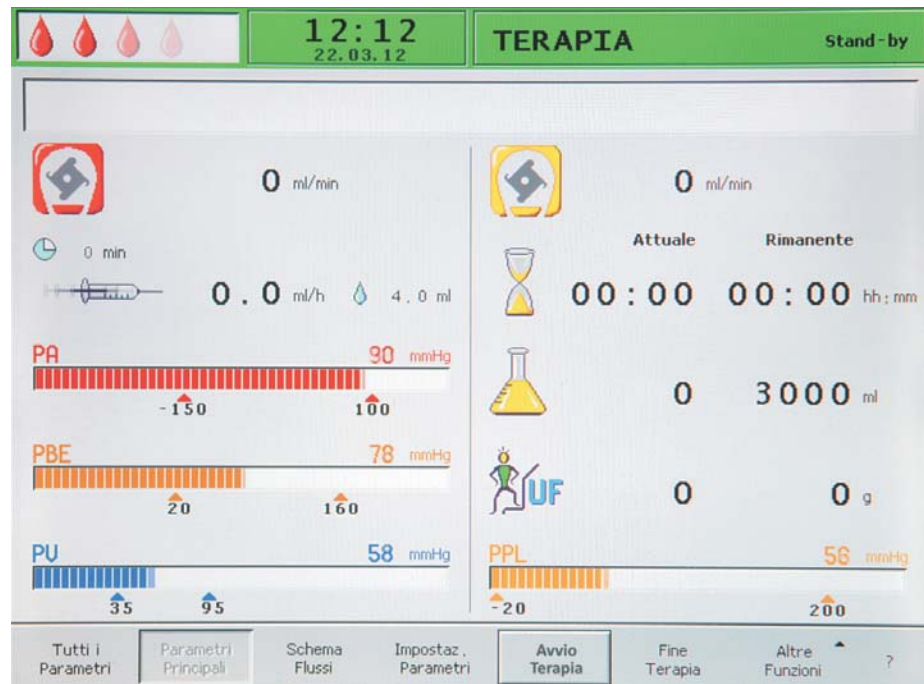 12:12
22.03.12
TERAPIA
Stand-by
0 ml/min
0 ml/min
0 min
Attuale Rimanente
0.0 ml/h 4.0 ml
00:00 00:00 hh:mm
PA 90 mmHg
-150 100
0 3000 ml
PBE 78 mmHg
20 160
UF 0 0 g
PV 58 mmHg
35 95
PPL 56 mmHg
-20 200
Tutti i Parametri
Parametri Principali
Schema Flussi
Impostaz. Parametri
Avvio Terapia
Fine Terapia
Altre Funzioni
?